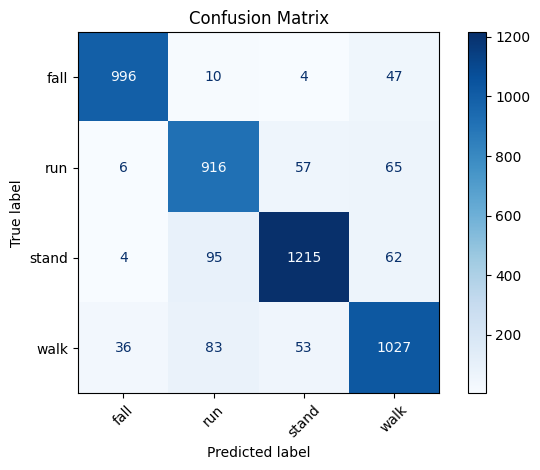 Confusion Matrix
True label
fall 996 10 4 47
run 6 916 57 65
stand 4 95 1215 62
walk 36 83 53 1027
fall run stand walk
Predicted label
1200
1000
800
600
400
200